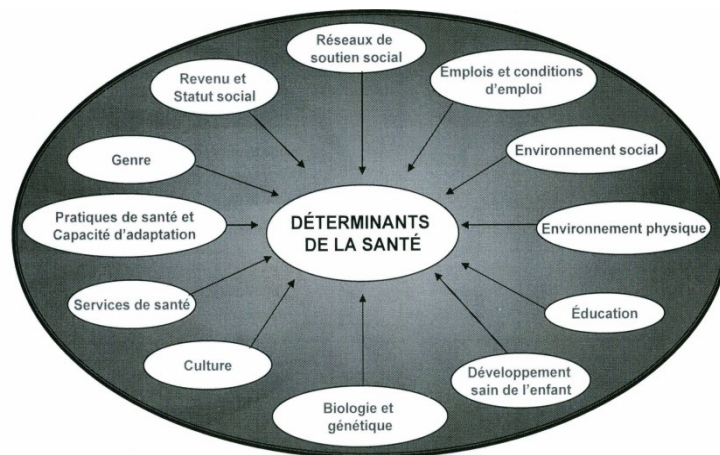 Réseaux de
soutien social
Revenu et
Statut social
Emplois et conditions
d'emploi
Genre
Environnement social
Pratiques de santé et
Capacité d'adaptation
DÉTERMINANTS
DE LA SANTÉ
Environnement physique
Services de santé
Éducation
Culture
Développement
sain de l'enfant
Biologie et
génétique